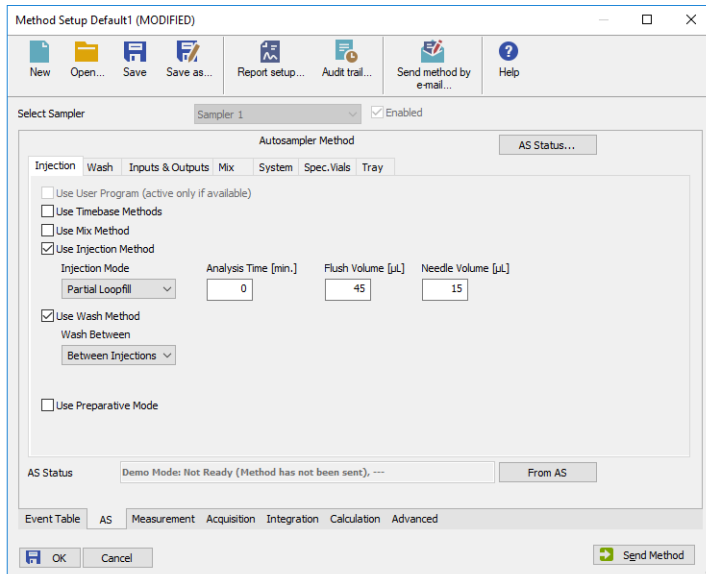 Method Setup Default1 (MODIFIED)
New Open... Save Save as... Report setup... Audit trail... Send method by e-mail... Help
Select Sampler Sampler 1 Enabled
Autosampler Method AS Status...
Injection Wash Inputs & Outputs Mix System Spec.Vials Tray
Use User Program (active only if available)
Use Timebase Methods
Use Mix Method
Use Injection Method
Injection Mode Analysis Time [min.] Flush Volume [µL] Needle Volume [µL]
Partial Loopfill 0 45 15
Use Wash Method
Wash Between
Between Injections
Use Preparative Mode
AS Status Demo Mode: Not Ready (Method has not been sent), --- From AS
Event Table AS Measurement Acquisition Integration Calculation Advanced
OK Cancel Send Method